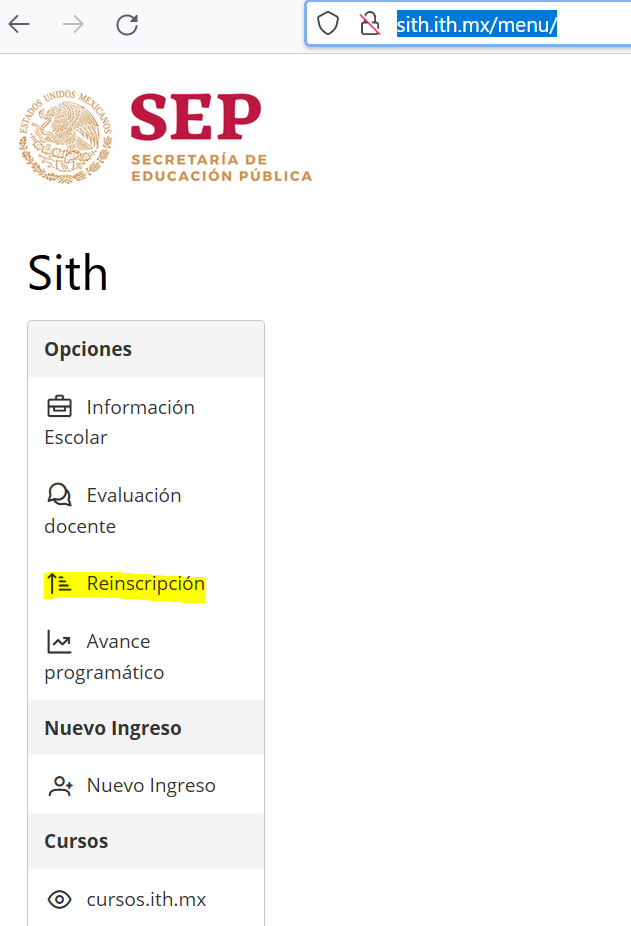 sith.ith.mx/menu/
ESTADOS UNIDOS MEXICANOS
SEP
SECRETARÍA DE
EDUCACIÓN PÚBLICA
Sith
Opciones
Información
Escolar
Evaluación
docente
Reinscripción
Avance
programático
Nuevo Ingreso
Nuevo Ingreso
Cursos
cursos.ith.mx